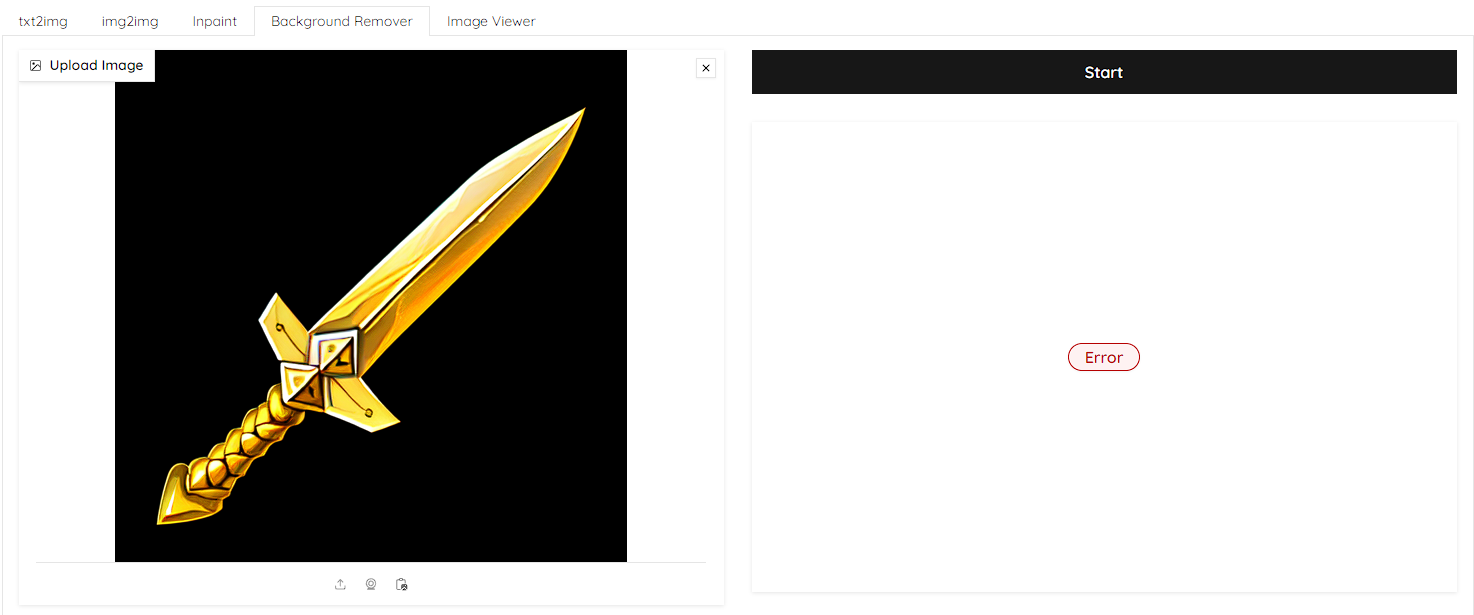 txt2img img2img Inpaint Background Remover Image Viewer
Upload Image
Start
Error